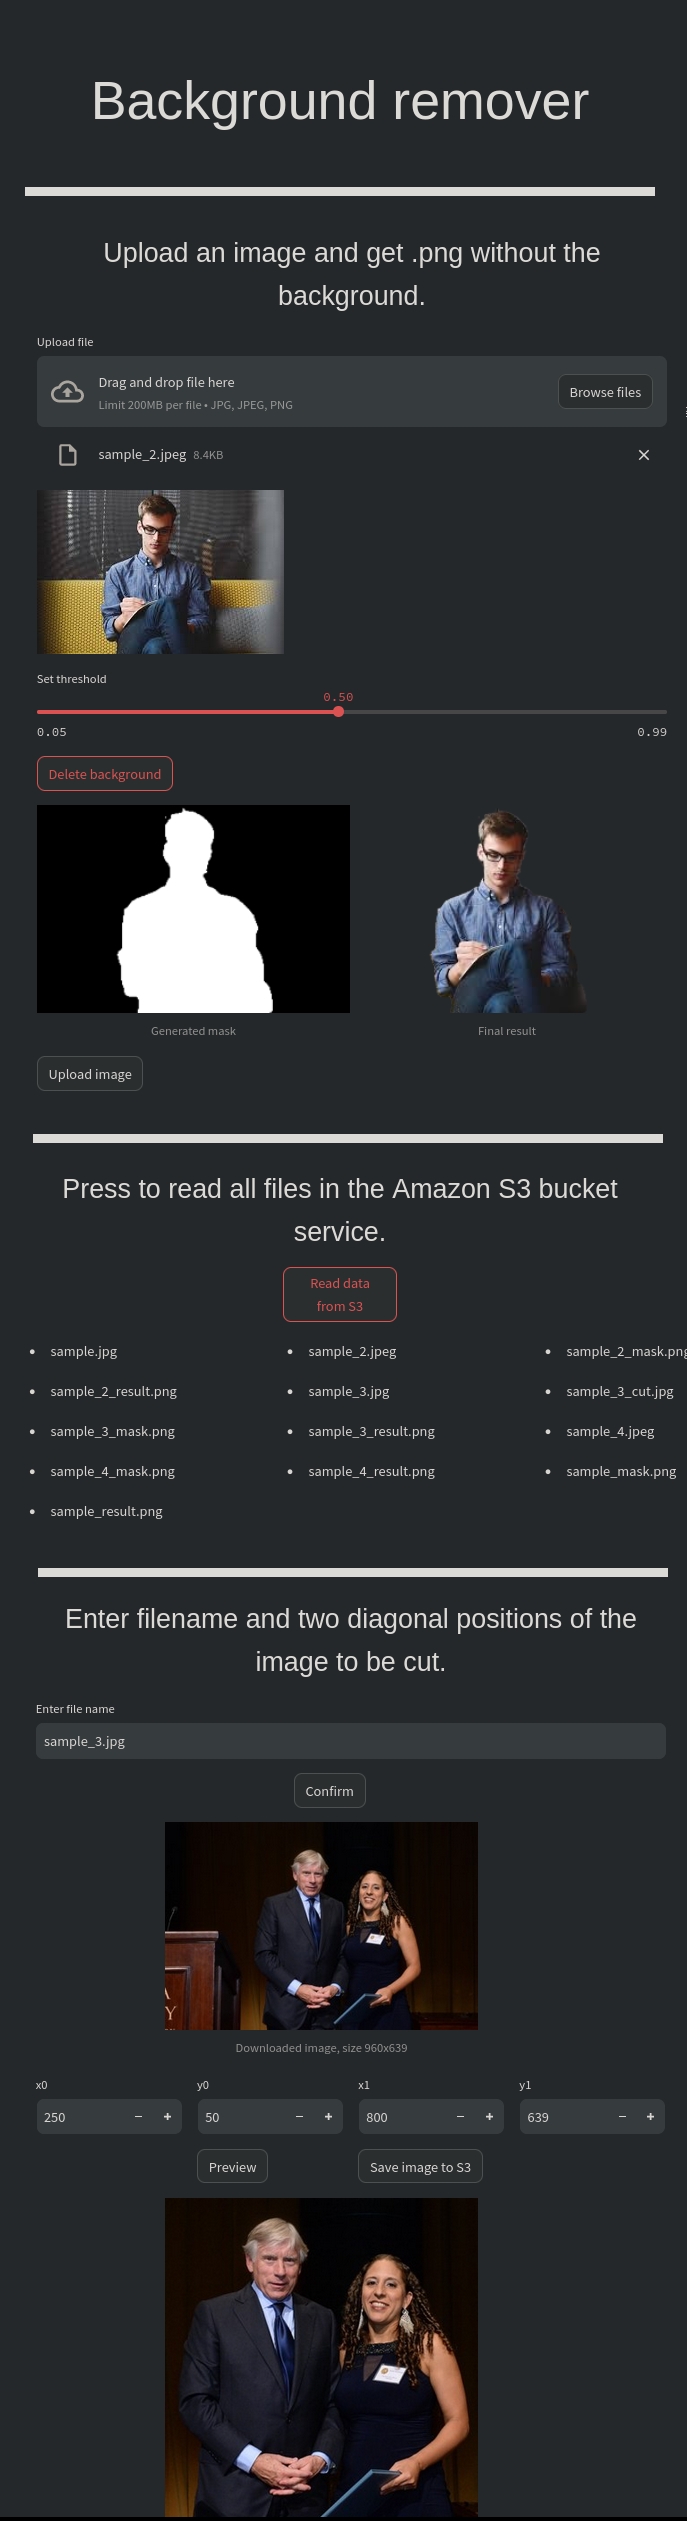 Background remover
Upload an image and get .png without the
background.
Upload file
Drag and drop file here
Limit 200MB per file • JPG, JPEG, PNG
Browse files
sample_2.jpeg 8.4KB
Set threshold
0.50
0.05 0.99
Delete background
Generated mask
Final result
Upload image
Press to read all files in the Amazon S3 bucket
service.
Read data
from S3
• sample.jpg • sample_2.jpeg • sample_2_mask.png
• sample_2_result.png • sample_3.jpg • sample_3_cut.jpg
• sample_3_mask.png • sample_3_result.png • sample_4.jpeg
• sample_4_mask.png • sample_4_result.png • sample_mask.png
• sample_result.png
Enter filename and two diagonal positions of the
image to be cut.
Enter file name
sample_3.jpg
Confirm
A
Y
Downloaded image, size 960x639
x0 y0 x1 y1
250 50 800 639
Preview
Save image to S3